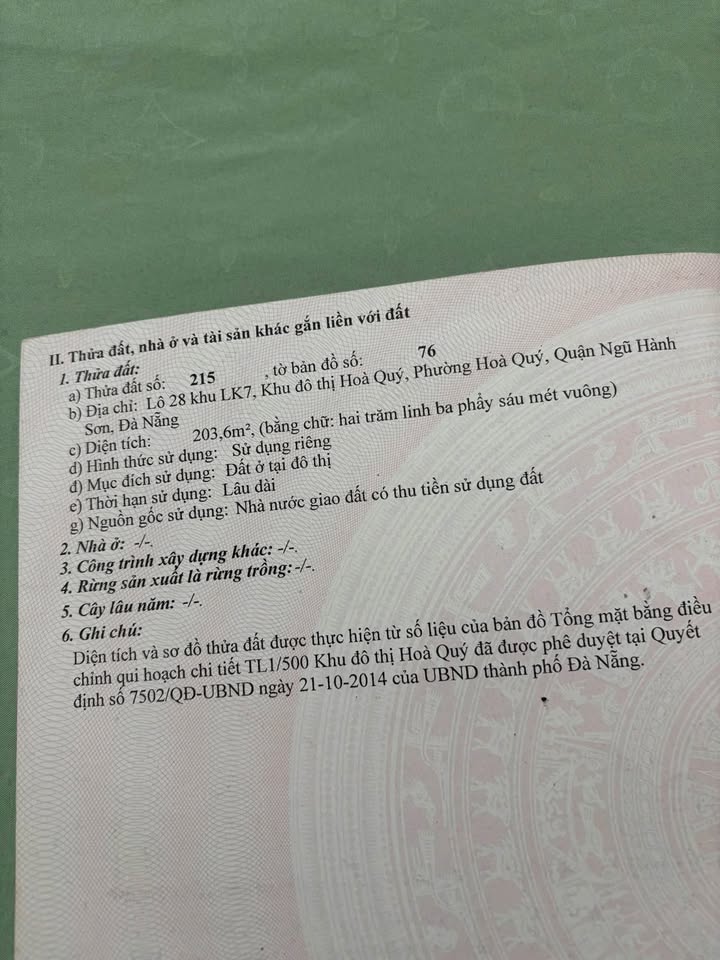 II. Thửa đất, nhà ở và tài sản khác gắn liền với đất
1. Thửa đất:
a) Thửa đất số: 215 , tờ bản đồ số: 76
b) Địa chỉ: Lô 28 khu LK7, Khu đô thị Hoà Quý, Phường Hoà Quý, Quận Ngũ Hành
Sơn, Đà Nẵng
c) Diện tích: 203,6m², (bằng chữ: hai trăm linh ba phẩy sáu mét vuông)
d) Hình thức sử dụng: Sử dụng riêng
đ) Mục đích sử dụng: Đất ở tại đô thị
e) Thời hạn sử dụng: Lâu dài
g) Nguồn gốc sử dụng: Nhà nước giao đất có thu tiền sử dụng đất
2. Nhà ở: -/-.
3. Công trình xây dựng khác: -/-.
4. Rừng sản xuất là rừng trồng: -/-.
5. Cây lâu năm: -/-.
6. Ghi chú:
Diện tích và sơ đồ thửa đất được thực hiện từ số liệu của bản đồ Tổng mặt bằng điều
chỉnh qui hoạch chi tiết TL1/500 Khu đô thị Hoà Quý đã được phê duyệt tại Quyết
định số 7502/QĐ-UBND ngày 21-10-2014 của UBND thành phố Đà Nẵng.